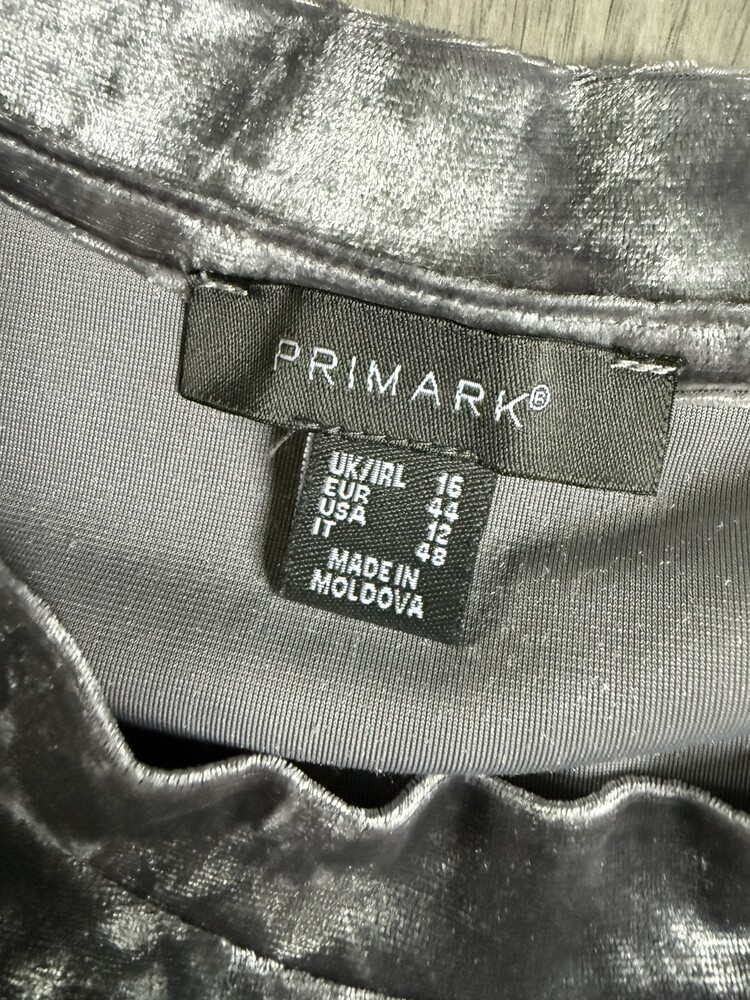 PRIMARK®
UK/IRL 16
EUR 44
USA 12
IT 48
MADE IN
MOLDOVA